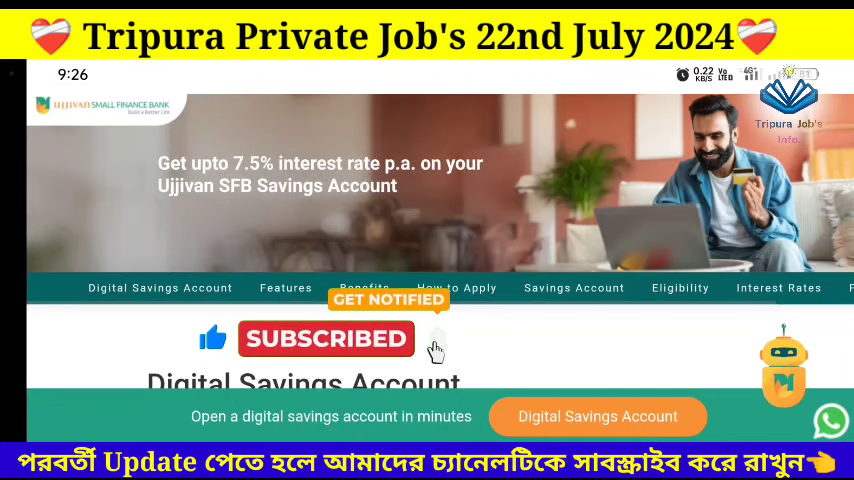 ❤️‍🩹 Tripura Private Job's 22nd July 2024 ❤️‍🩹
9:26
0.22 KB/S Vo LTED 4G+ 81
UJJIVAN SMALL FINANCE BANK
Build a Better Life
Tripura Job's
Info.
Get upto 7.5% interest rate p.a. on your
Ujjivan SFB Savings Account
Digital Savings Account Features Benefits How to Apply Savings Account Eligibility Interest Rates F
GET NOTIFIED
SUBSCRIBED
Digital Savings Account
Open a digital savings account in minutes Digital Savings Account
পরবর্তী Update পেতে হলে আমাদের চ্যানেলটিকে সাবস্ক্রাইব করে রাখুন👈